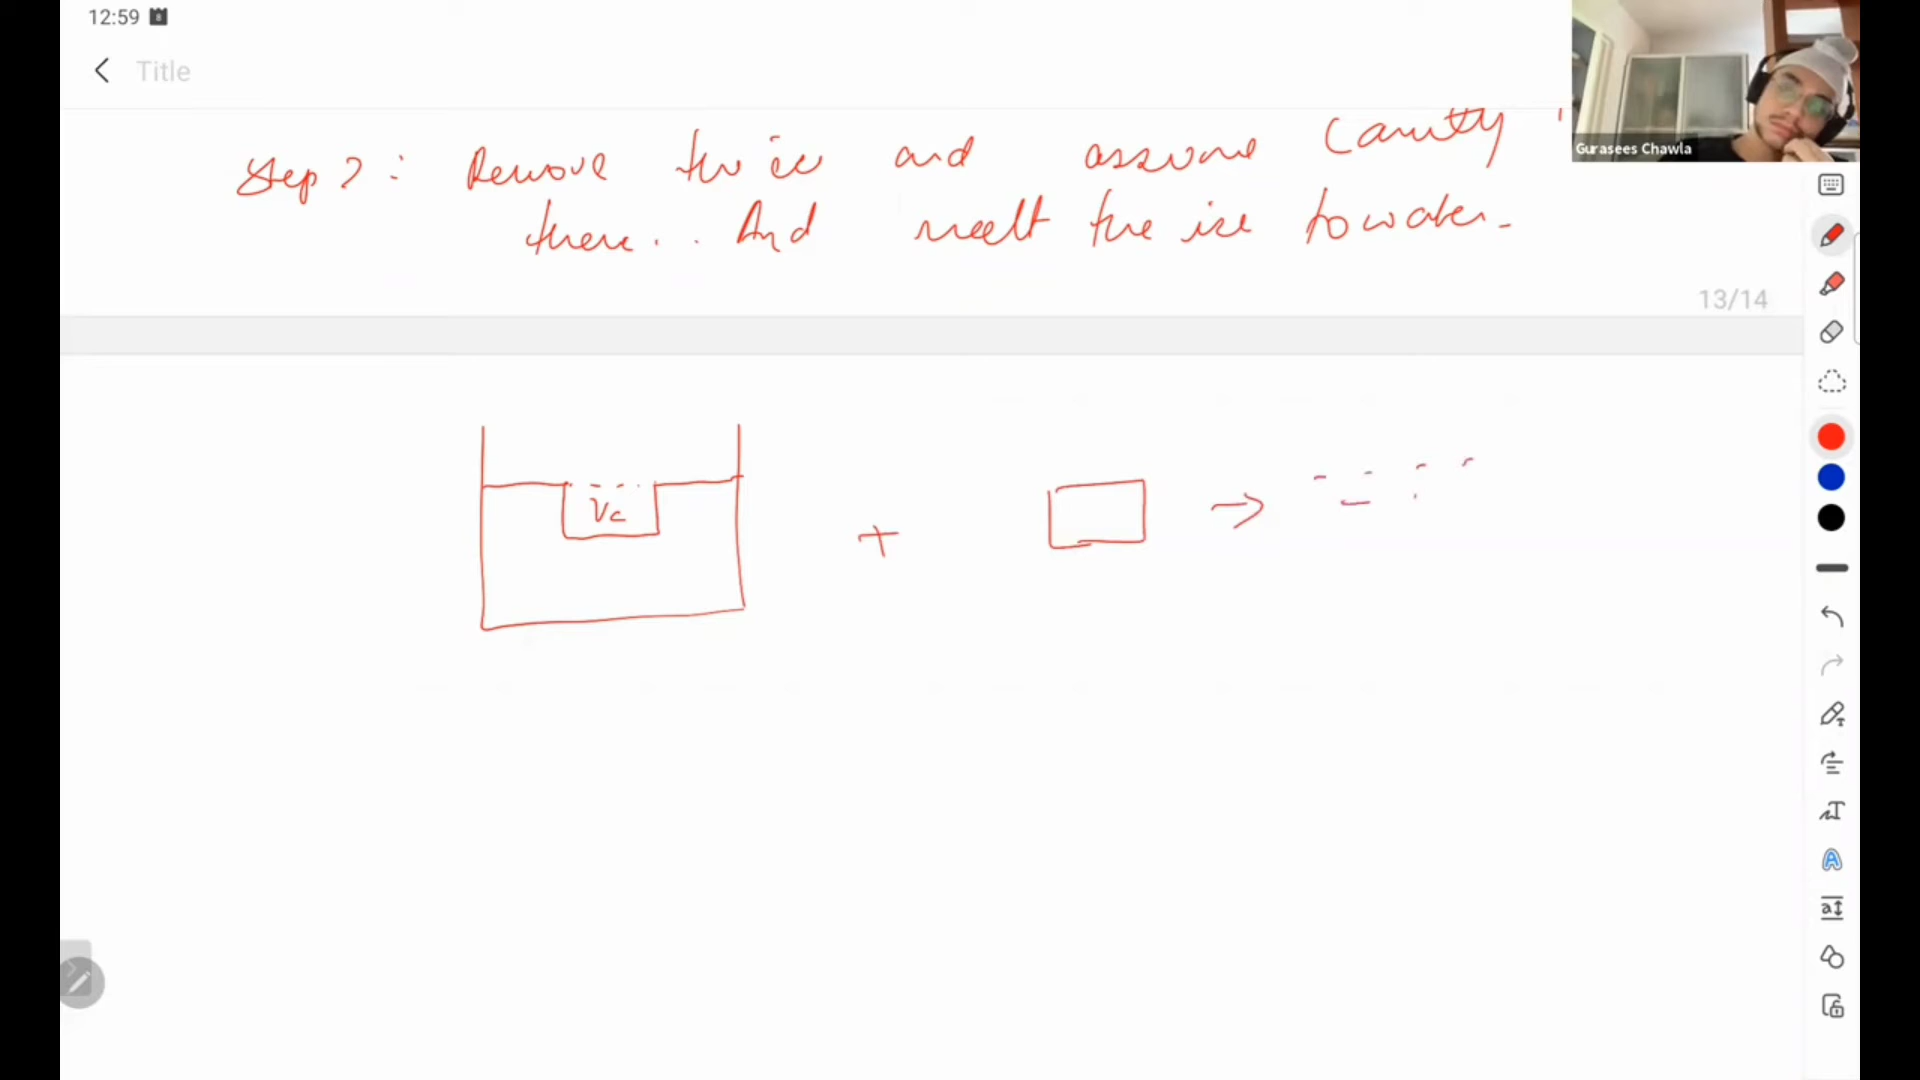 12:59
Title
Step 2: Remove the ice and assume cavity
there... And melt the ice to water.
Gurasees Chawla
13/14
Vc
+ →